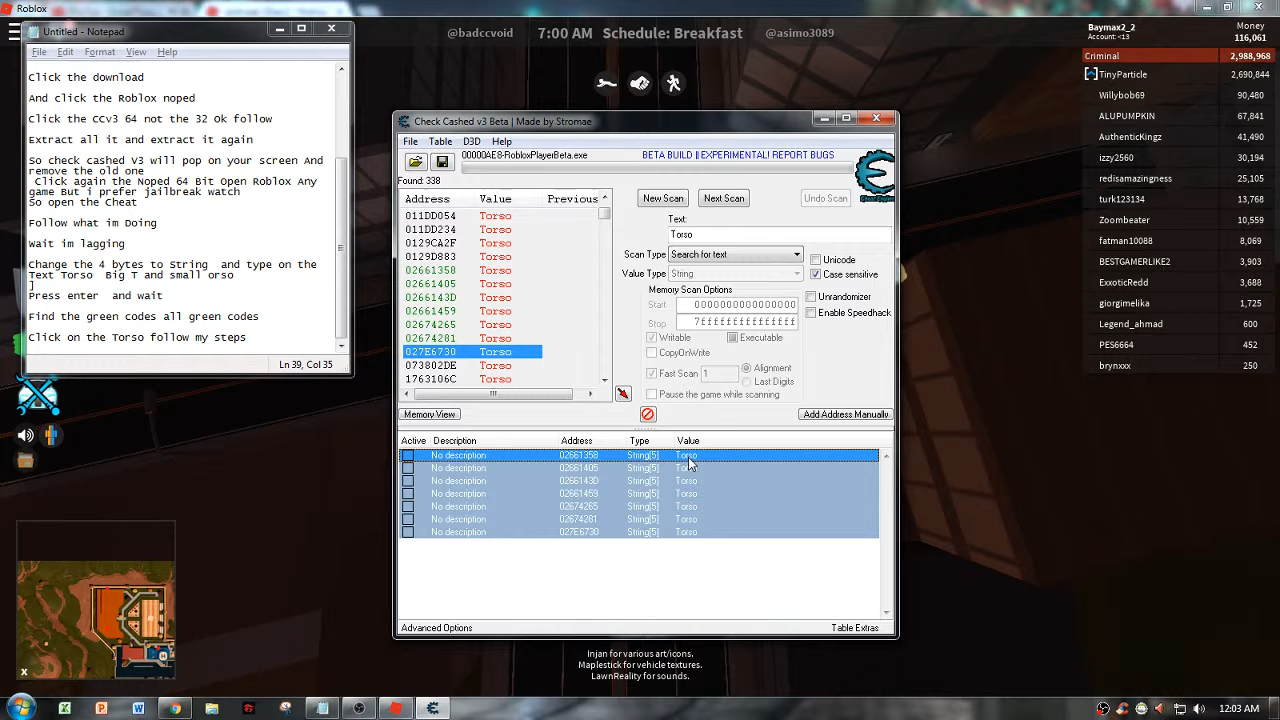 Roblox
Untitled - Notepad
File Edit Format View Help
Click the download
And click the Roblox noped
Click the CCv3 64 not the 32 ok follow
Extract all it and extract it again
So check cashed V3 will pop on your screen And
remove the old one
Click again the Noped 64 Bit Open Roblox Any
game But i prefer jailbreak watch
So open the Cheat
Follow what im Doing
Wait im lagging
Change the 4 bytes to String and type on the
Text Torso Big T and small orso
]
Press enter and wait
Find the green codes all green codes
Click on the Torso follow my steps
Ln 39, Col 35
@badccvoid 7:00 AM Schedule: Breakfast @asimo3089
Baymax2_2 Money
Account: <13 116,061
Criminal 2,988,968
TinyParticle 2,690,844
Willybob69 90,480
ALUPUMPKIN 67,841
AuthenticKingz 41,490
izzy2560 30,194
redisamazingness 25,105
turk123134 13,768
Zoombeater 10,559
fatman10088 9,069
BESTGAMERLIKE2 3,903
ExxoticRedd 3,688
giorgimelika 1,725
Legend_ahmad 600
PES6664 452
brynxxx 250
Check Cashed v3 Beta | Made by Stromae
File Table D3D Help
00000AE8-RobloxPlayerBeta.exe BETA BUILD || EXPERIMENTAL! REPORT BUGS
Found: 338
Address Value Previous
011DD054 Torso
011DD234 Torso
0129CA2F Torso
0129D883 Torso
02661358 Torso
02661405 Torso
0266143D Torso
02661459 Torso
02674265 Torso
02674281 Torso
027E6730 Torso
073802DE Torso
1763106C Torso
Cheat Engine
New Scan Next Scan Undo Scan
Text:
Torso
Scan Type Search for text
Value Type String
Unicode
Case sensitive
Memory Scan Options
Start 0000000000000000
Stop 7fffffffffffffff
Unrandomizer
Enable Speedhack
Writable Executable
CopyOnWrite
Fast Scan 1 Alignment
Last Digits
Pause the game while scanning
Memory View Add Address Manually
Active Description Address Type Value
No description 02661358 String[5] Torso
No description 02661405 String[5] Torso
No description 0266143D String[5] Torso
No description 02661459 String[5] Torso
No description 02674265 String[5] Torso
No description 02674281 String[5] Torso
No description 027E6730 String[5] Torso
Advanced Options Table Extras
Injan for various art/icons.
Maplestick for vehicle textures.
LawnReality for sounds.
x
H
12:03 AM